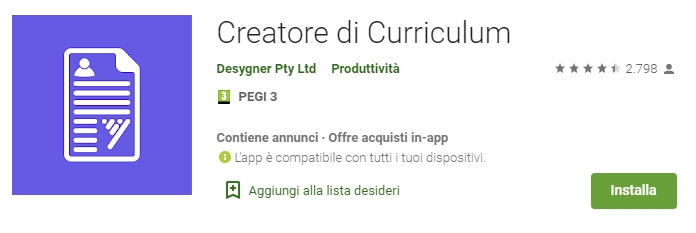 Creatore di Curriculum
Desygner Pty Ltd Produttività 2.798
3 PEGI 3
Contiene annunci · Offre acquisti in-app
L'app è compatibile con tutti i tuoi dispositivi.
Aggiungi alla lista desideri Installa